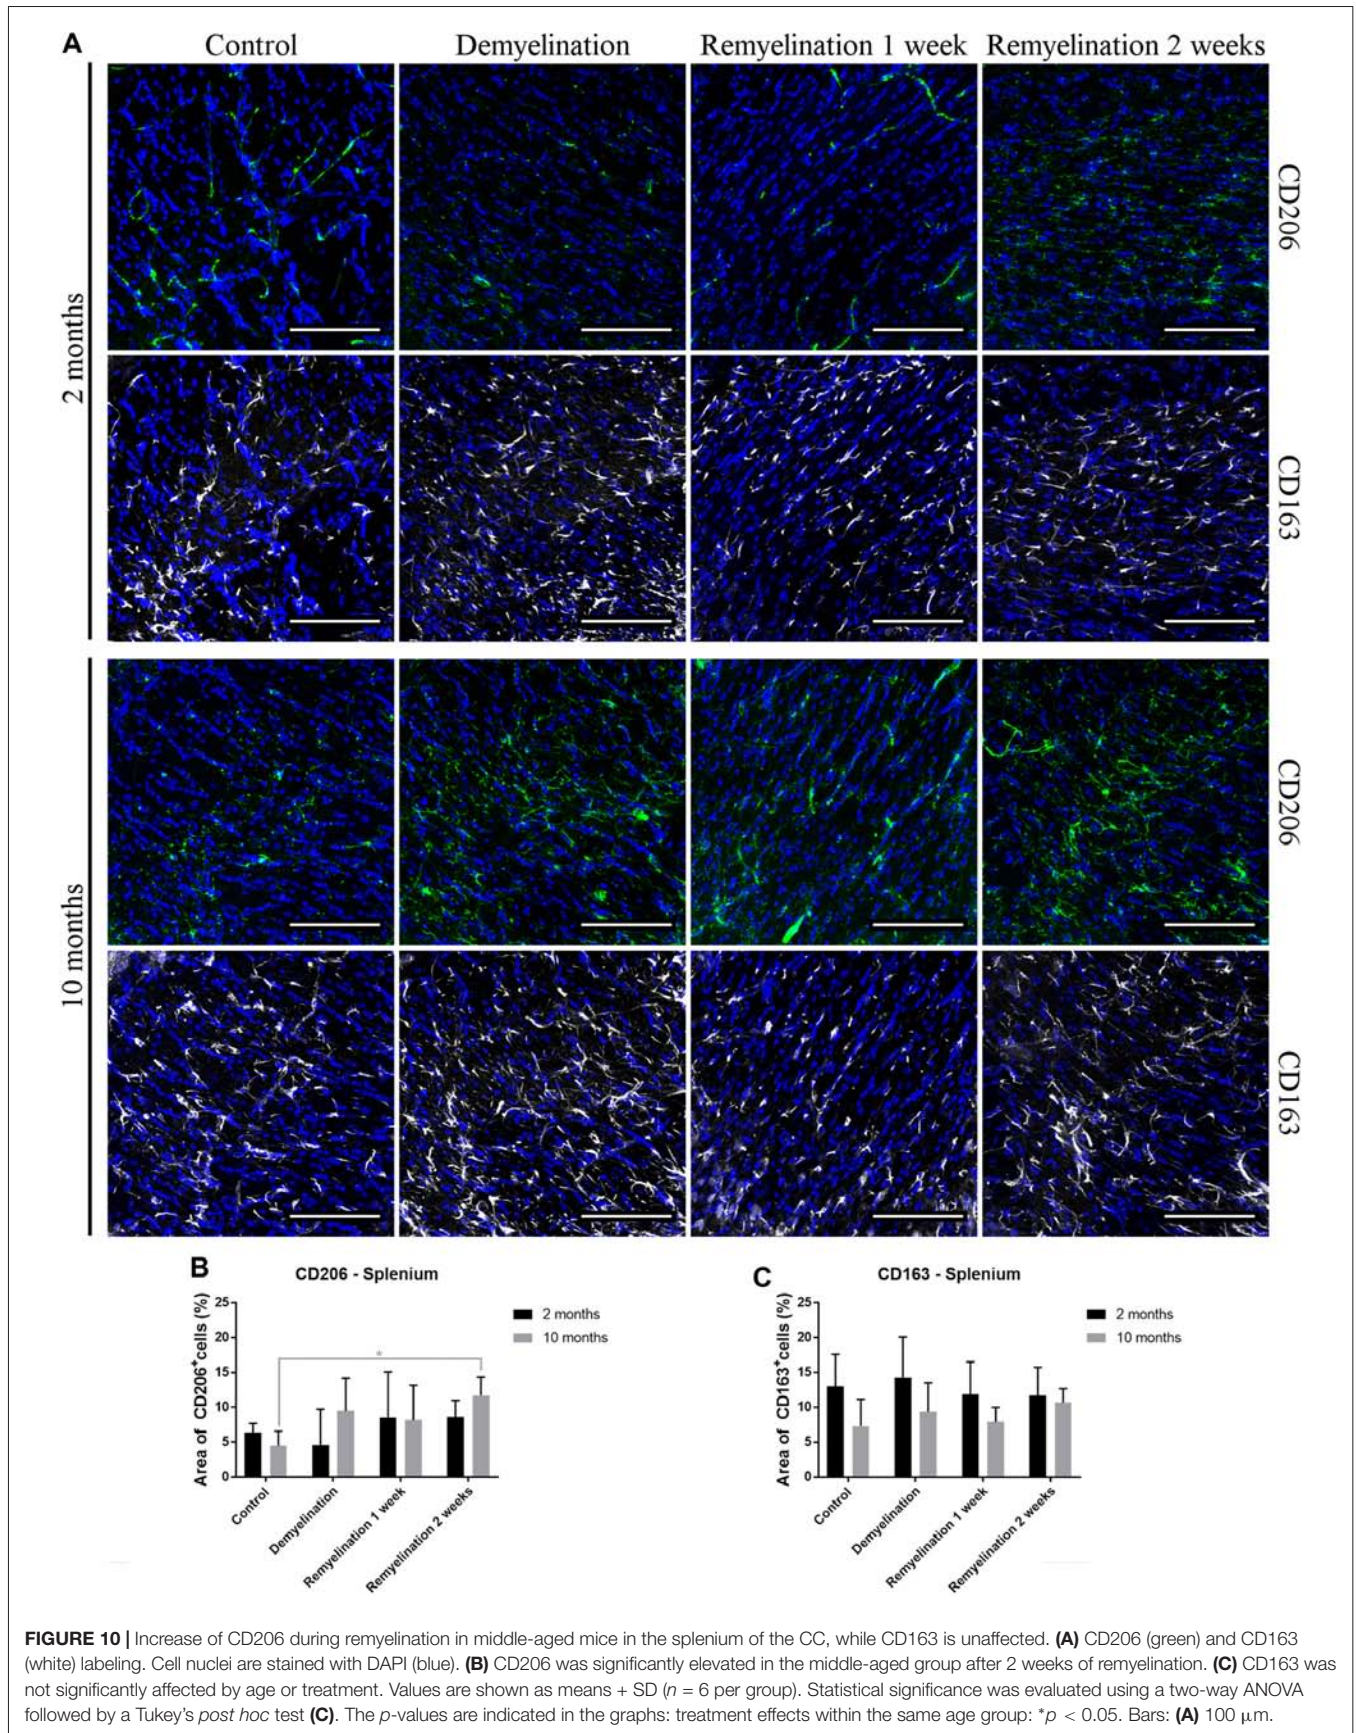 A
Control Demyelination Remyelination 1 week Remyelination 2 weeks
2 months
CD206
CD163
10 months
CD206
CD163
B
CD206 - Splenium
Area of CD206+cells (%)
25
20
15
10
5
0
*
2 months
10 months
Control
Demyelination
Remyelination 1 week
Remyelination 2 weeks
C
CD163 - Splenium
Area of CD163+cells (%)
25
20
15
10
5
0
2 months
10 months
Control
Demyelination
Remyelination 1 week
Remyelination 2 weeks
FIGURE 10 | Increase of CD206 during remyelination in middle-aged mice in the splenium of the CC, while CD163 is unaffected. (A) CD206 (green) and CD163
(white) labeling. Cell nuclei are stained with DAPI (blue). (B) CD206 was significantly elevated in the middle-aged group after 2 weeks of remyelination. (C) CD163 was
not significantly affected by age or treatment. Values are shown as means + SD (n = 6 per group). Statistical significance was evaluated using a two-way ANOVA
followed by a Tukey's post hoc test (C). The p-values are indicated in the graphs: treatment effects within the same age group: *p < 0.05. Bars: (A) 100 μm.